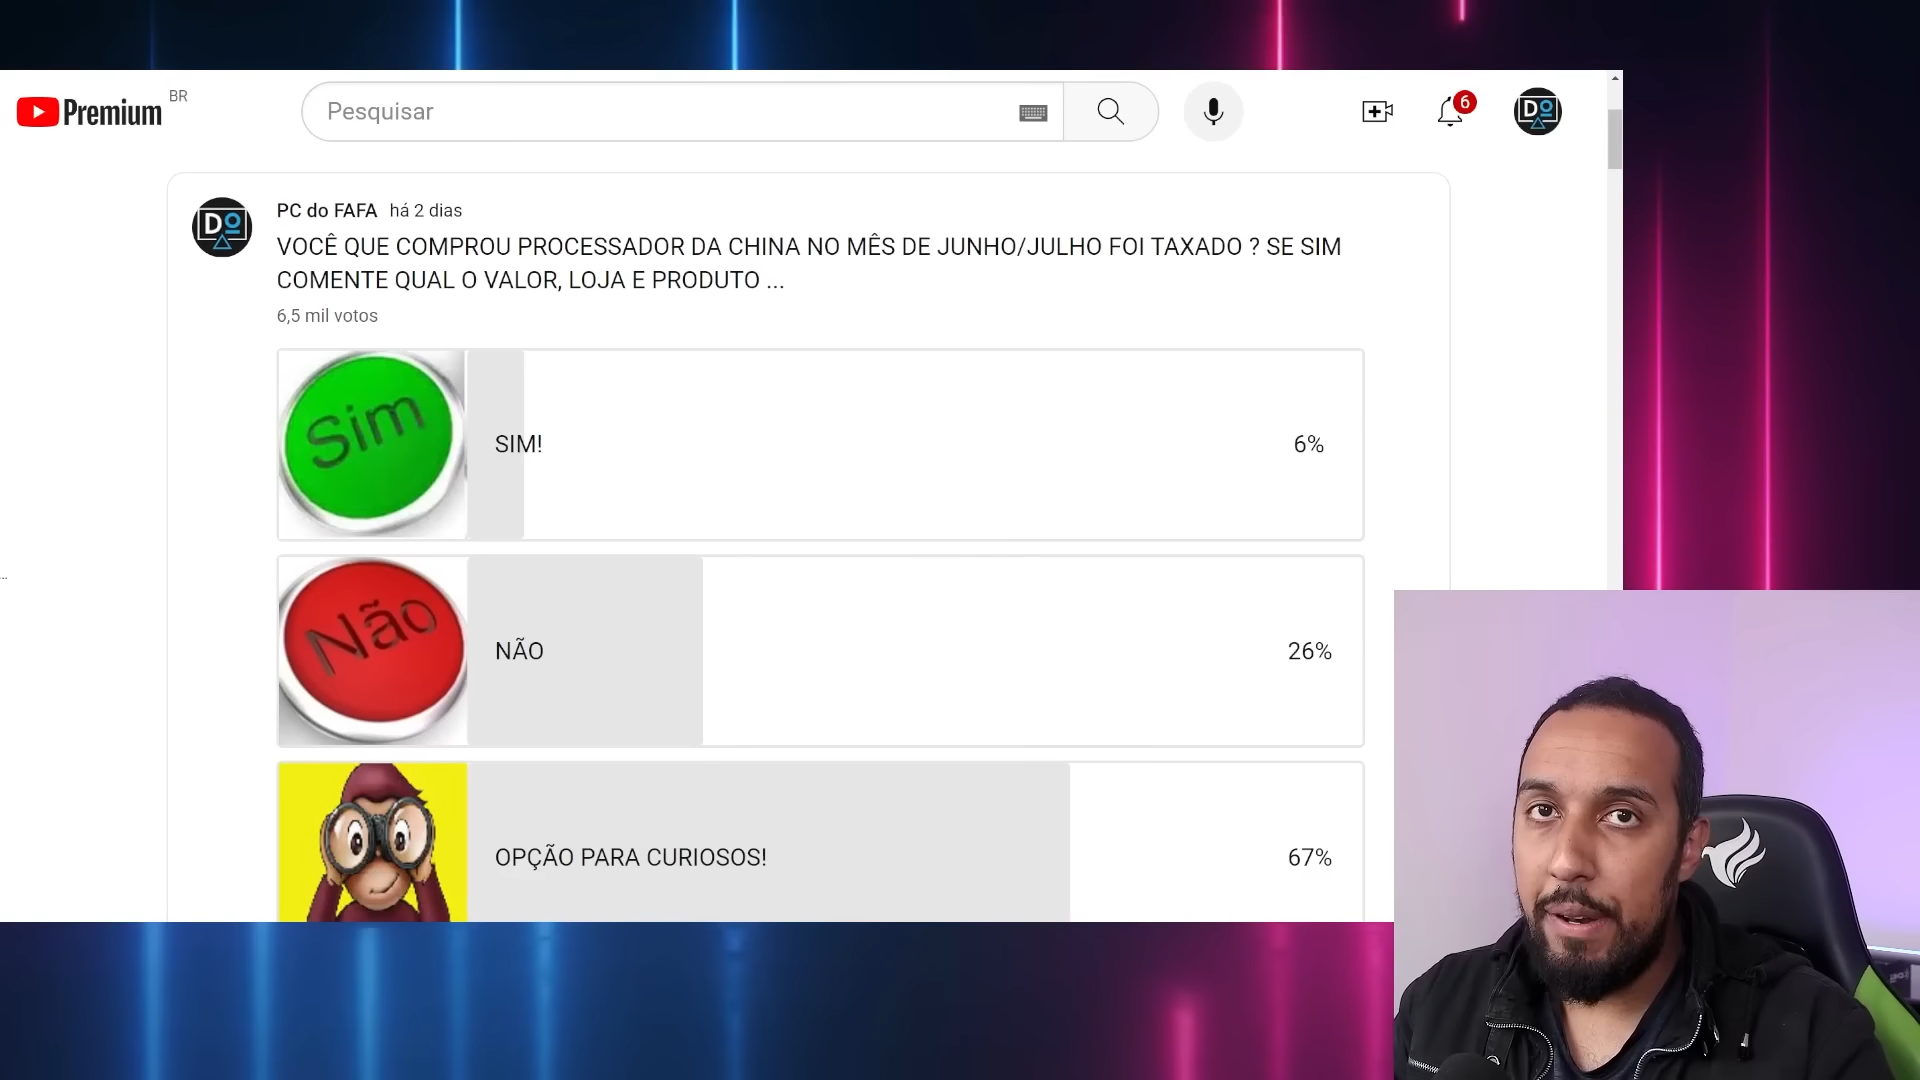 Premium BR
Pesquisar
6
DO
DO
PC do FAFA há 2 dias
VOCÊ QUE COMPROU PROCESSADOR DA CHINA NO MÊS DE JUNHO/JULHO FOI TAXADO ? SE SIM
COMENTE QUAL O VALOR, LOJA E PRODUTO ...
6,5 mil votos
Sim
SIM!
6%
Não
NÃO
26%
OPÇÃO PARA CURIOSOS!
67%
...